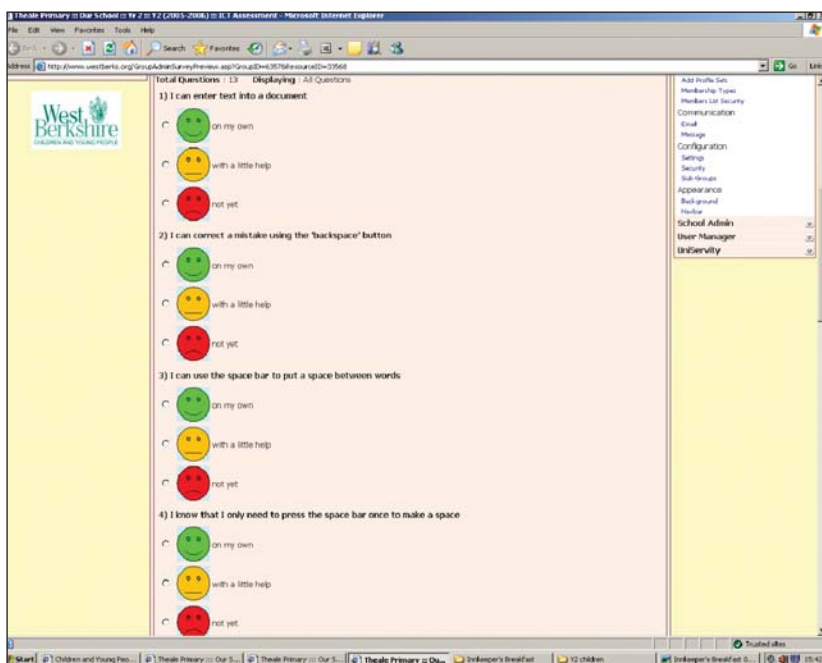 Theale Primary ::: Our School ::: Yr 2 ::: Y2 (2005-2006) ::: ICT Assessment - Microsoft Internet Explorer
File Edit View Favorites Tools Help
Search Favorites
Address http://www.westberks.org/GroupAdminSurveyPreview.asp?GroupID=63576&ResourceID=33568 Go Links
West Berkshire
CHILDREN AND YOUNG PEOPLE
Total Questions : 13 Displaying : All Questions
1) I can enter text into a document
on my own
with a little help
not yet
2) I can correct a mistake using the 'backspace' button
on my own
with a little help
not yet
3) I can use the space bar to put a space between words
on my own
with a little help
not yet
4) I know that I only need to press the space bar once to make a space
on my own
with a little help
not yet
Add Profile Sets
Membership Types
Members List Security
Communication
Email
Message
Configuration
Settings
Security
Sub-Groups
Appearance
Background
Navbar
School Admin
User Manager
UniServity
Trusted sites
Start Children and Young Peo... Theale Primary ::: Our S... Theale Primary ::: Our S... Theale Primary ::: Ou... Innkeeper's Breakfast Y2 children Innkeeper's Breakfast 0... 15:42